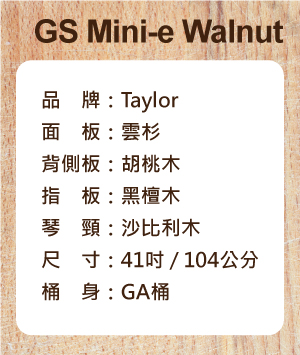 GS Mini-e Walnut
品　牌：Taylor
面　板：雲杉
背側板：胡桃木
指　板：黑檀木
琴　頸：沙比利木
尺　寸：41吋 / 104公分
桶　身：GA桶